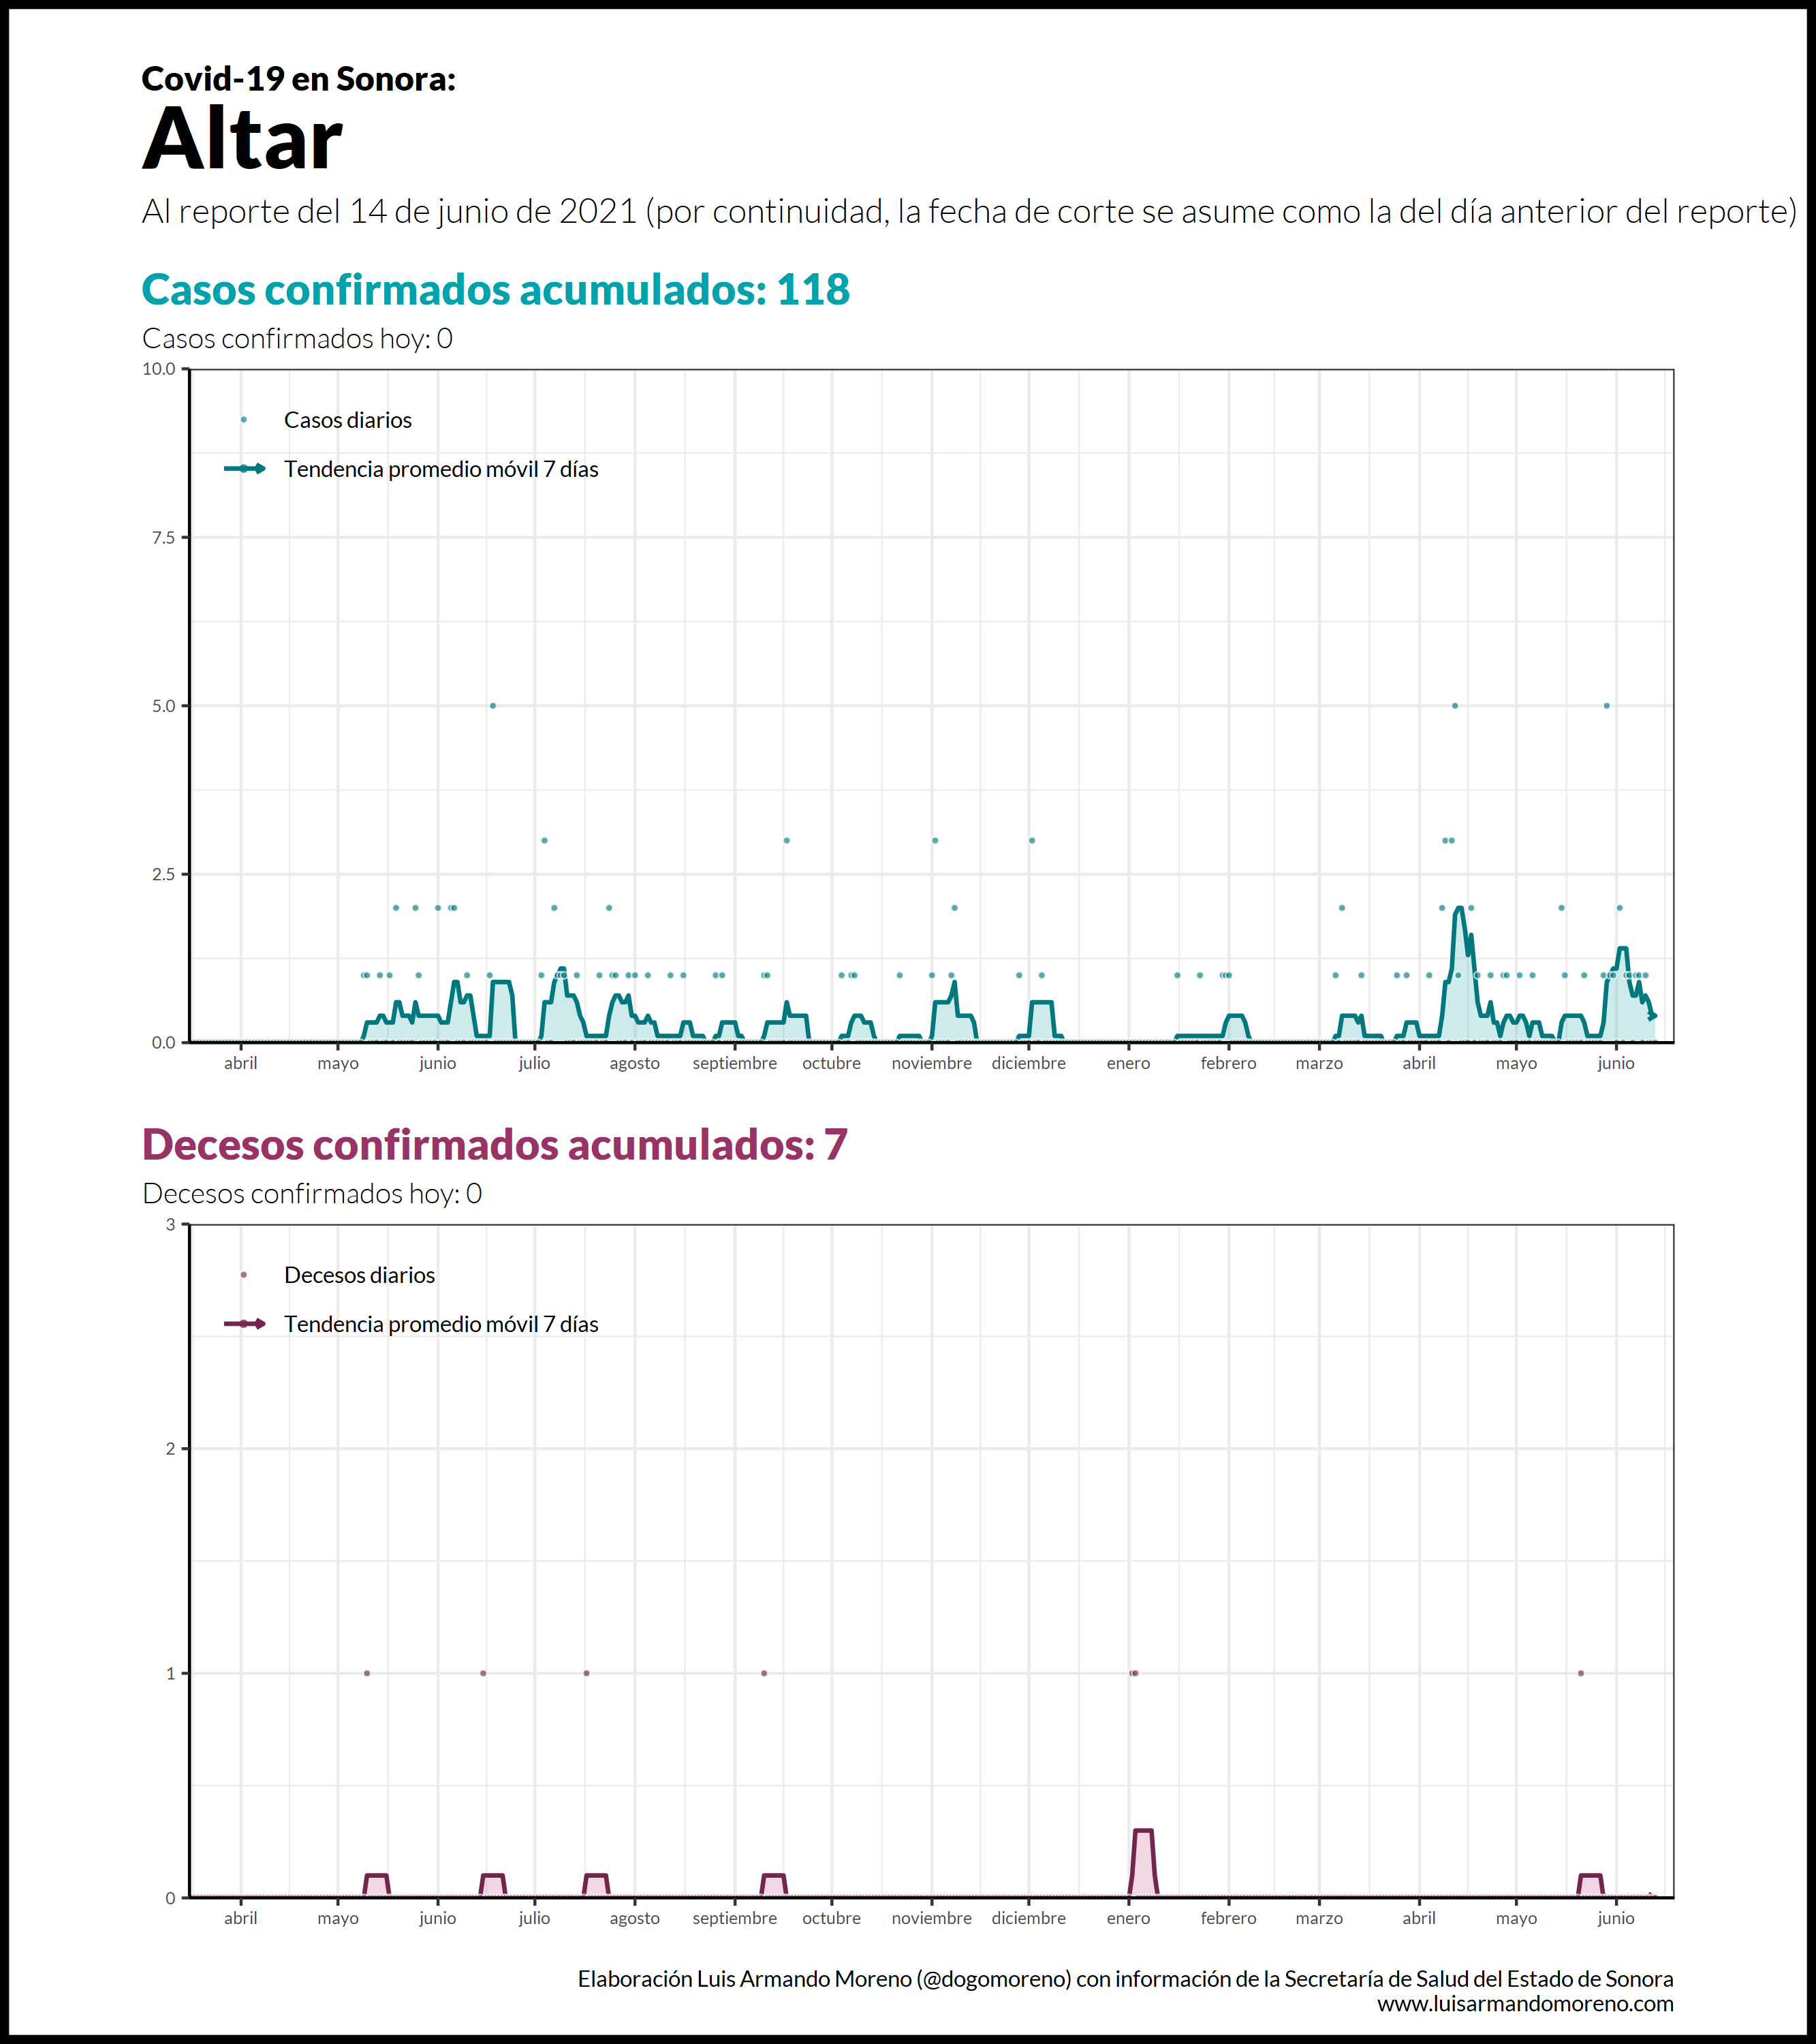 Covid-19 en Sonora:
Altar
Al reporte del 14 de junio de 2021 (por continuidad, la fecha de corte se asume como la del día anterior del reporte)
Casos confirmados acumulados: 118
Casos confirmados hoy: 0
10.0
7.5
5.0
2.5
0.0
Casos diarios
Tendencia promedio móvil 7 días
abril mayo junio julio agosto septiembre octubre noviembre diciembre enero febrero marzo abril mayo junio
Decesos confirmados acumulados: 7
Decesos confirmados hoy: 0
3
2
1
0
Decesos diarios
Tendencia promedio móvil 7 días
abril mayo junio julio agosto septiembre octubre noviembre diciembre enero febrero marzo abril mayo junio
Elaboración Luis Armando Moreno (@dogomoreno) con información de la Secretaría de Salud del Estado de Sonora
www.luisarmandomoreno.com